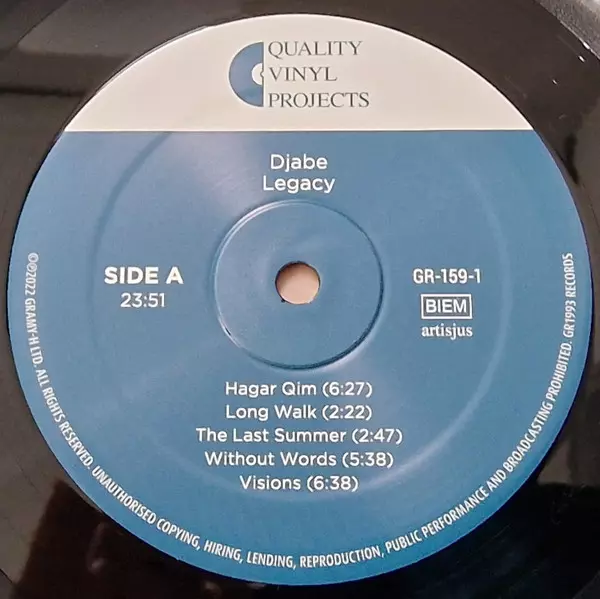 QUALITY
VINYL
PROJECTS
Djabe
Legacy
SIDE A
23:51
GR-159-1
BIEM
artisjus
Hagar Qim (6:27)
Long Walk (2:22)
The Last Summer (2:47)
Without Words (5:38)
Visions (6:38)
©℗2022 GRAMY-H LTD. ALL RIGHTS RESERVED. UNAUTHORISED COPYING, HIRING, LENDING, REPRODUCTION, PUBLIC PERFORMANCE AND BROADCASTING PROHIBITED. GR1993 RECORDS